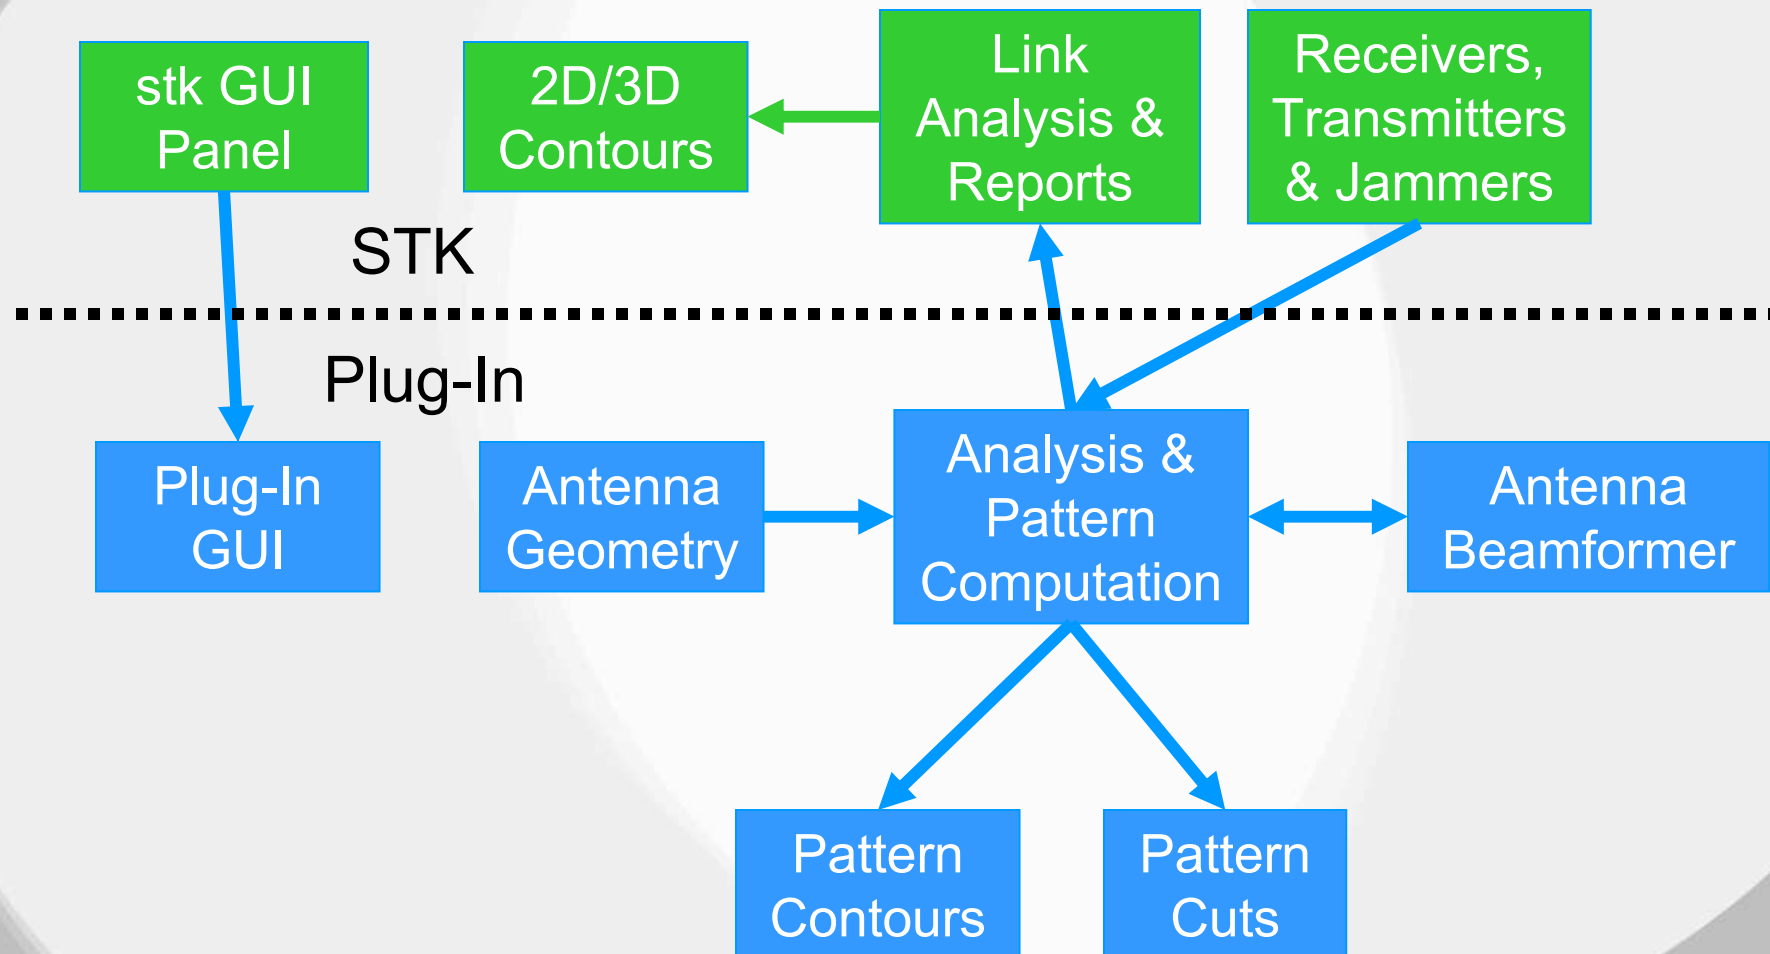 stk GUI
Panel
2D/3D
Contours
Link
Analysis &
Reports
Receivers,
Transmitters
& Jammers
STK
Plug-In
Plug-In
GUI
Antenna
Geometry
Analysis &
Pattern
Computation
Antenna
Beamformer
Pattern
Contours
Pattern
Cuts